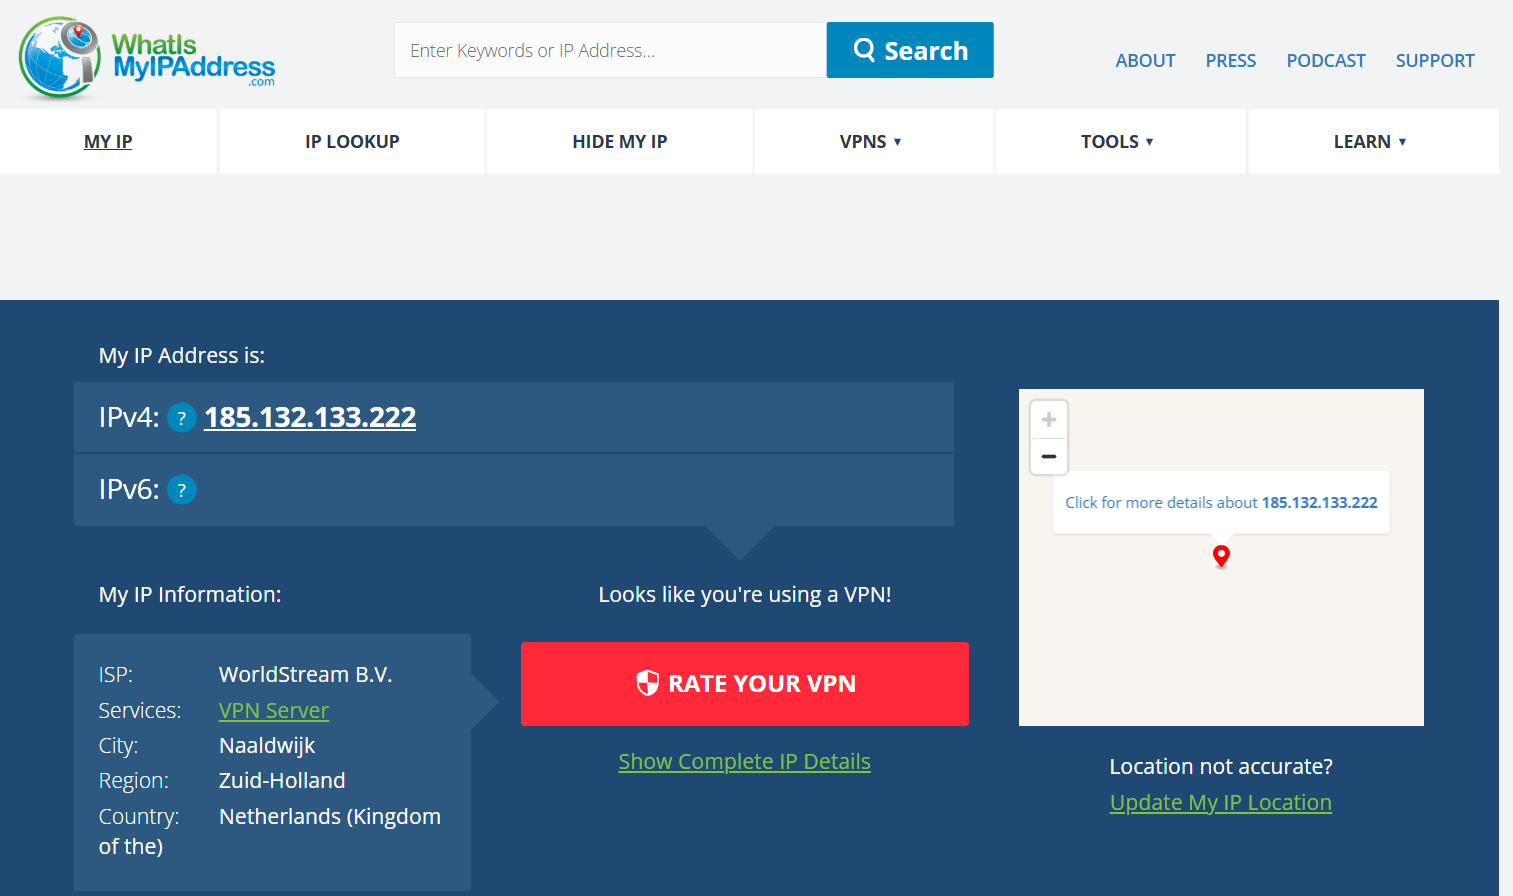 WhatIs
MyIPAddress
.com
Enter Keywords or IP Address...
Search
ABOUT PRESS PODCAST SUPPORT
MY IP IP LOOKUP HIDE MY IP VPNS ▾ TOOLS ▾ LEARN ▾
My IP Address is:
IPv4: ? 185.132.133.222
IPv6: ?
+
−
Click for more details about 185.132.133.222
My IP Information:
ISP: WorldStream B.V.
Services: VPN Server
City: Naaldwijk
Region: Zuid-Holland
Country: Netherlands (Kingdom
of the)
Looks like you're using a VPN!
RATE YOUR VPN
Show Complete IP Details
Location not accurate?
Update My IP Location